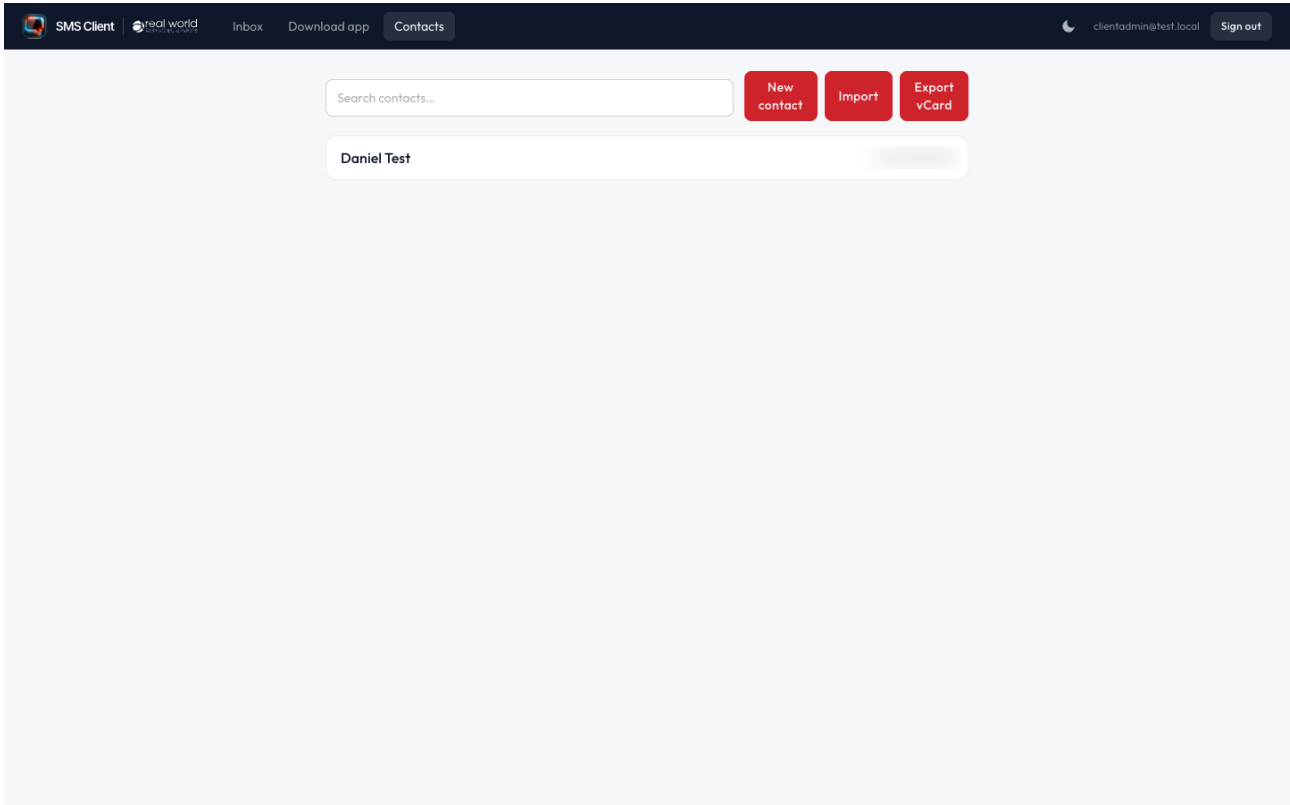 SMS Client
real world
Inbox
Download app
Contacts
clientadmin@test.local
Sign out
Search contacts...
New
contact
Import
Export
vCard
Daniel Test